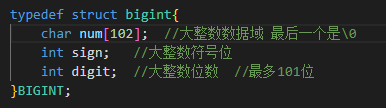 typedef struct bigint{
    char num[102];  //大整数数据域 最后一个是\0
    int sign;   //大整数符号位
    int digit;  //大整数位数  //最多101位
}BIGINT;